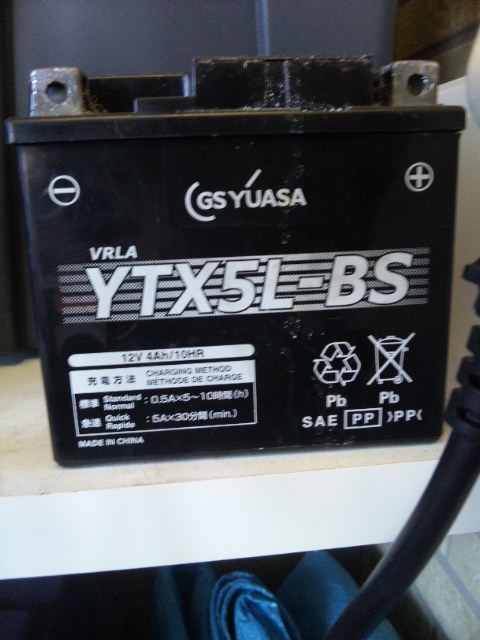 GS YUASA
VRLA
YTX5L-BS
12V 4Ah/10HR
充電方法 CHARGING METHOD
METHODE DE CHARGE
標準 Standard Normal : 0.5A×5～10時間(h)
急速 Quick Rapide : 5A×30分間(min.)
MADE IN CHINA
Pb Pb
SAE PP >PP<